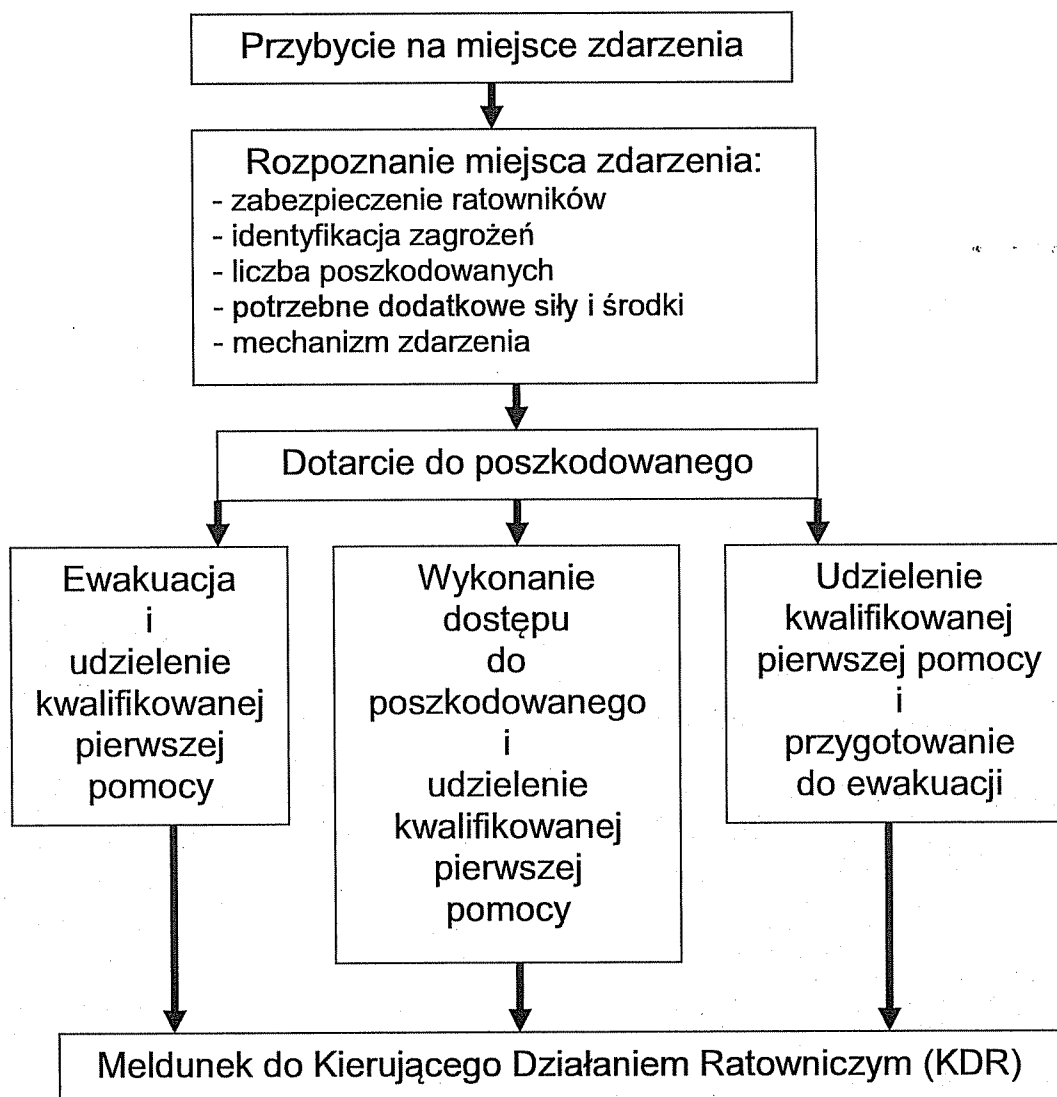 Przybycie na miejsce zdarzenia
Rozpoznanie miejsca zdarzenia:
- zabezpieczenie ratowników
- identyfikacja zagrożeń
- liczba poszkodowanych
- potrzebne dodatkowe siły i środki
- mechanizm zdarzenia
Dotarcie do poszkodowanego
Ewakuacja
i
udzielenie
kwalifikowanej
pierwszej
pomocy
Wykonanie
dostępu
do
poszkodowanego
i
udzielenie
kwalifikowanej
pierwszej
pomocy
Udzielenie
kwalifikowanej
pierwszej pomocy
i
przygotowanie
do ewakuacji
Meldunek do Kierującego Działaniem Ratowniczym (KDR)